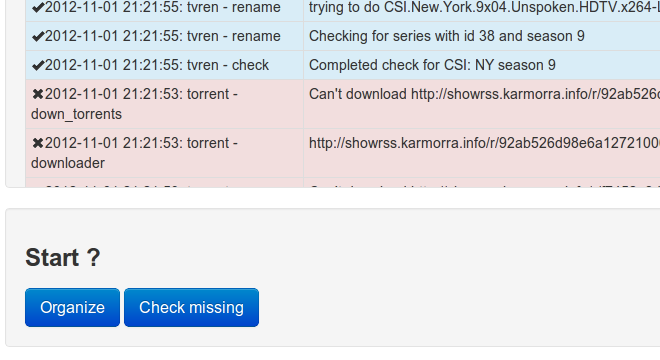 ✔2012-11-01 21:21:55: tvren - rename trying to do CSI.New.York.9x04.Unspoken.HDTV.x264-L
✔2012-11-01 21:21:55: tvren - rename Checking for series with id 38 and season 9
✔2012-11-01 21:21:55: tvren - check Completed check for CSI: NY season 9
✖2012-11-01 21:21:53: torrent - Can't download http://showrss.karmorra.info/r/92ab526
down_torrents
✖2012-11-01 21:21:53: torrent - http://showrss.karmorra.info/r/92ab526d98e6a1272100
downloader
Start ?
Organize Check missing